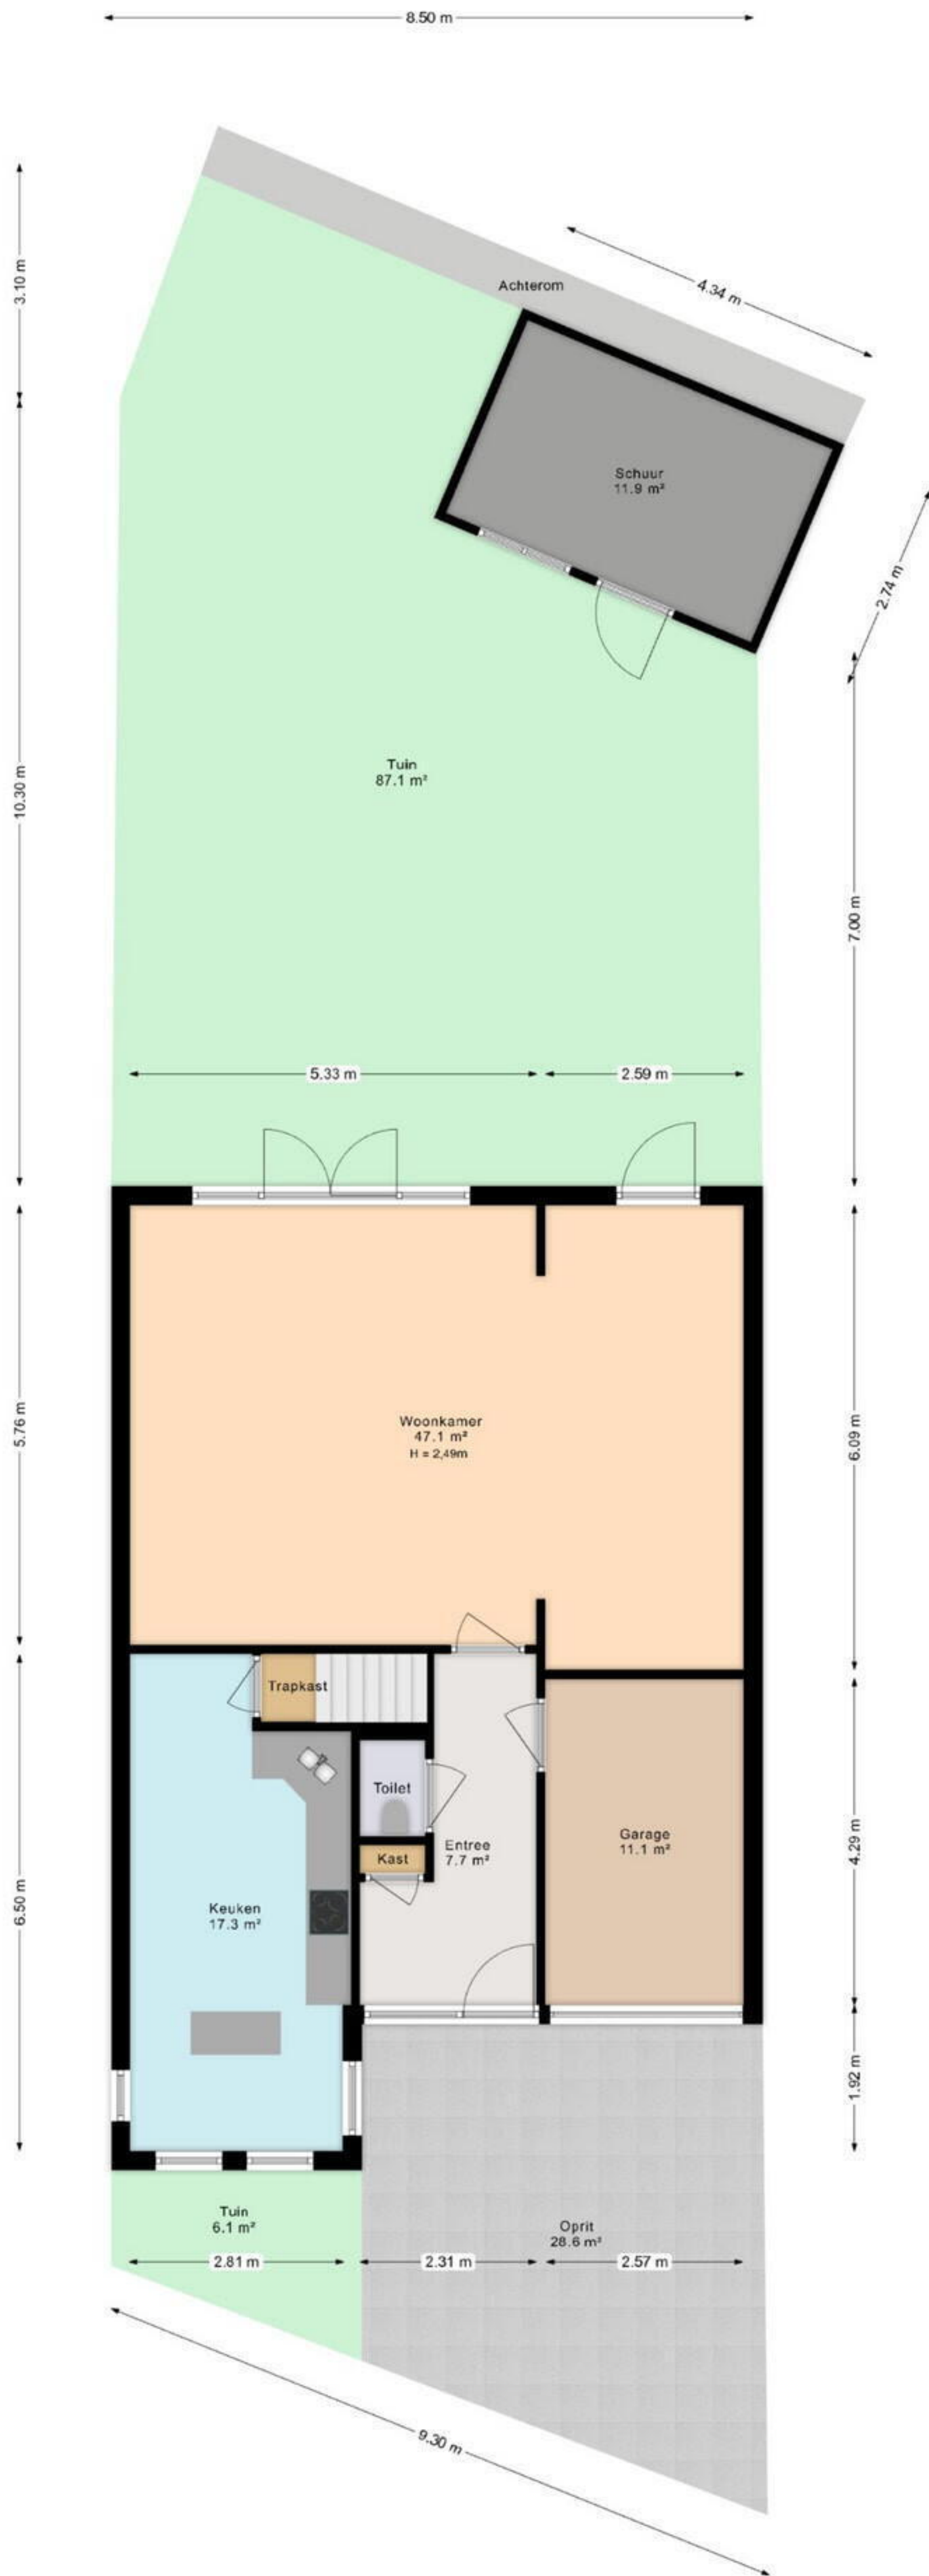 8.50 m
3.10 m
Achterom
4.34 m
Schuur
11.9 m²
2.74 m
Tuin
87.1 m²
10.30 m
7.00 m
5.33 m
2.59 m
Woonkamer
47.1 m²
H = 2,49m
5.76 m
6.09 m
Trapkast
Toilet
Entree
7.7 m²
Kast
Garage
11.1 m²
4.29 m
Keuken
17.3 m²
6.50 m
1.92 m
Tuin
6.1 m²
Oprit
28.6 m²
2.81 m
2.31 m
2.57 m
9.30 m